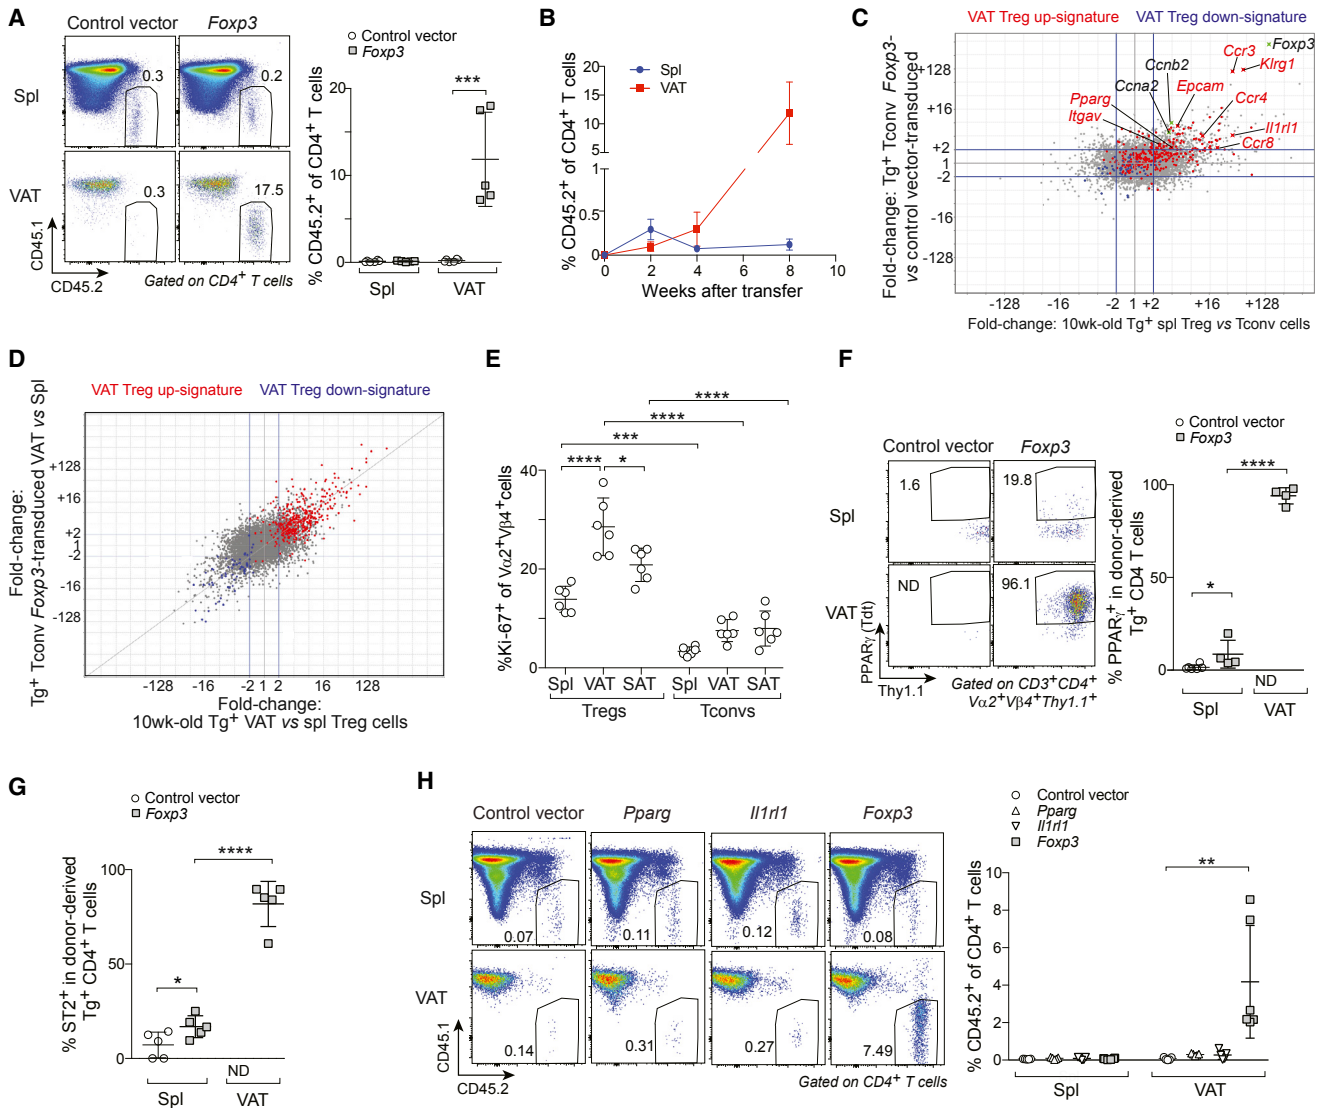 A
Control vector
Foxp3
Spl
0.3
0.2
VAT
0.3
17.5
CD45.1
CD45.2
Gated on CD4+ T cells
Control vector
Foxp3
% CD45.2+ of CD4+ T cells
20
10
0
***
Spl
VAT
B
% CD45.2+ of CD4+ T cells
20
15
10
5
1
0.5
0
Spl
VAT
0
2
4
6
8
10
Weeks after transfer
C
VAT Treg up-signature
VAT Treg down-signature
Fold-change: Tg+ Tconv Foxp3-
vs control vector-transduced
+128
+16
+2
1
-2
-16
-128
Foxp3
Ccr3
Klrg1
Ccnb2
Ccna2
Epcam
Pparg
Itgav
Ccr4
Il1rl1
Ccr8
-128
-16
-2
1
+2
+16
+128
Fold-change: 10wk-old Tg+ spl Treg vs Tconv cells
D
VAT Treg up-signature
VAT Treg down-signature
Fold-change:
Tg+ Tconv Foxp3-transduced VAT vs Spl
+128
+16
+2
1
-2
-16
-128
-128
-16
-2
1
2
16
128
Fold-change:
10wk-old Tg+ VAT vs spl Treg cells
E
%Ki-67+ of Vα2+Vβ4+cells
40
20
0
****
****
***
****
*
Spl
VAT
SAT
Spl
VAT
SAT
Tregs
Tconvs
F
Control vector
Foxp3
Spl
1.6
19.8
VAT
ND
96.1
PPARγ (Tdt)
Thy1.1
Gated on CD3+CD4+
Vα2+Vβ4+Thy1.1+
Control vector
Foxp3
% PPARγ+ in donor-derived
Tg+ CD4 T cells
100
50
0
****
*
ND
Spl
VAT
G
Control vector
Foxp3
% ST2+ in donor-derived
Tg+ CD4+ T cells
100
50
0
****
*
ND
Spl
VAT
H
Control vector
Pparg
Il1rl1
Foxp3
Spl
0.07
0.11
0.12
0.08
VAT
0.14
0.31
0.27
7.49
CD45.1
CD45.2
Gated on CD4+ T cells
Control vector
Pparg
Il1rl1
Foxp3
% CD45.2+ of CD4+ T cells
10
8
6
4
2
0
**
Spl
VAT